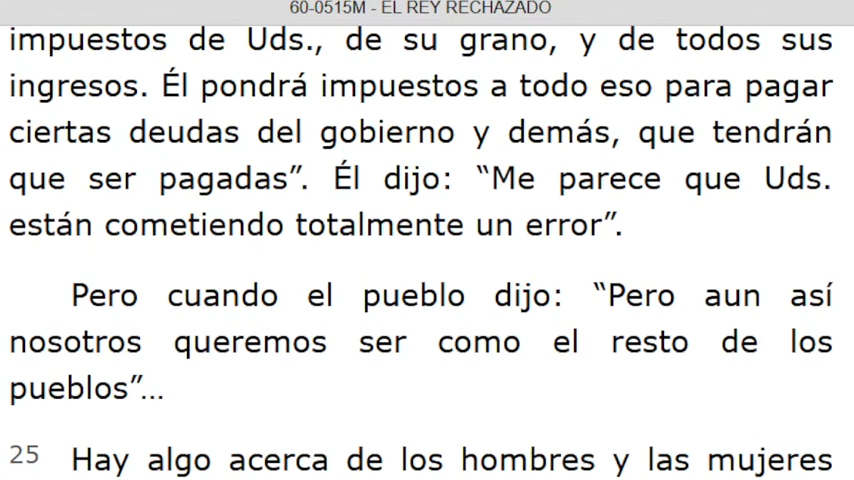 60-0515M - EL REY RECHAZADO
impuestos de Uds., de su grano, y de todos sus
ingresos. Él pondrá impuestos a todo eso para pagar
ciertas deudas del gobierno y demás, que tendrán
que ser pagadas”. Él dijo: “Me parece que Uds.
están cometiendo totalmente un error”.
Pero cuando el pueblo dijo: “Pero aun así
nosotros queremos ser como el resto de los
pueblos”…
25 Hay algo acerca de los hombres y las mujeres